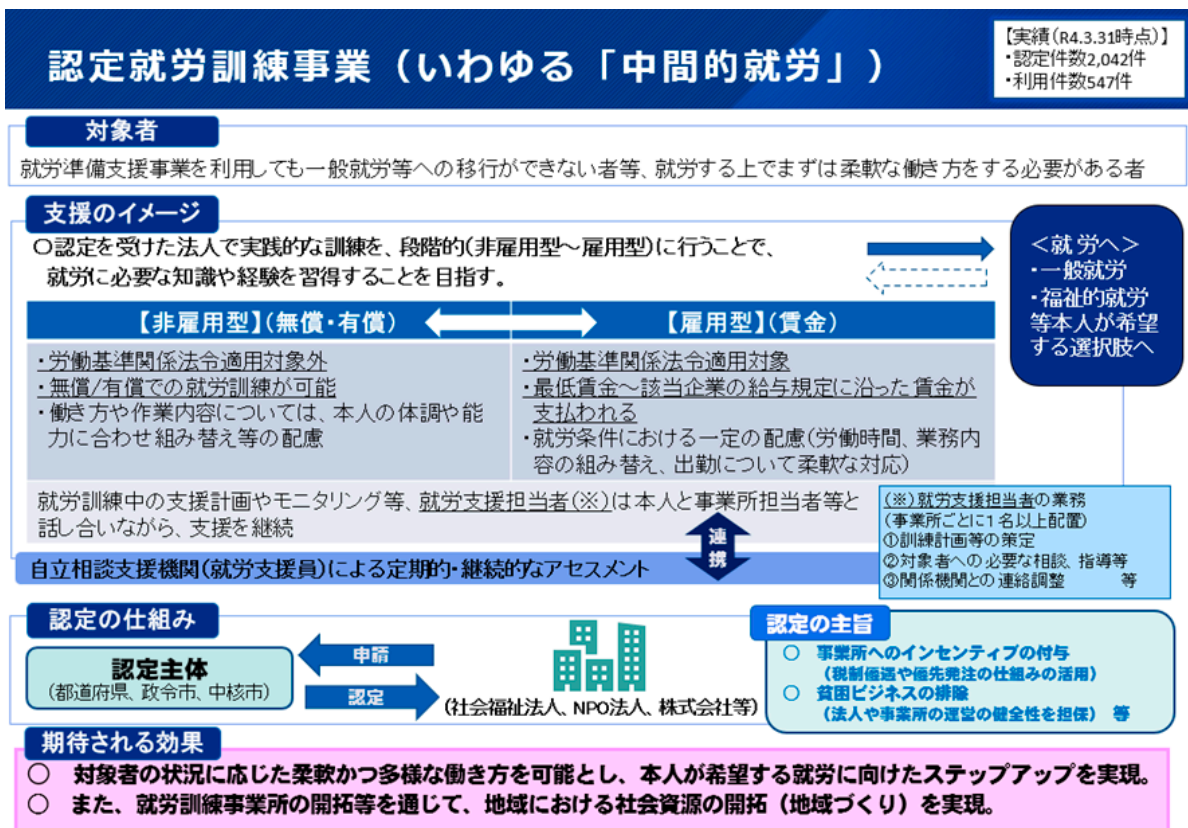 認定就労訓練事業（いわゆる「中間的就労」）
【実績(R4.3.31時点)】
・認定件数2,042件
・利用件数547件
対象者
就労準備支援事業を利用しても一般就労等への移行ができない者等、就労する上でまずは柔軟な働き方をする必要がある者
支援のイメージ
〇認定を受けた法人で実践的な訓練を、段階的(非雇用型～雇用型)に行うことで、
就労に必要な知識や経験を習得することを目指す。
＜就労へ＞
・一般就労
・福祉的就労
等本人が希望
する選択肢へ
【非雇用型】(無償・有償)
【雇用型】(賃金)
・労働基準関係法令適用対象外
・無償/有償での就労訓練が可能
・働き方や作業内容については、本人の体調や能
力に合わせ組み替え等の配慮
・労働基準関係法令適用対象
・最低賃金～該当企業の給与規定に沿った賃金が
支払われる
・就労条件における一定の配慮(労働時間、業務内
容の組み替え、出勤について柔軟な対応)
就労訓練中の支援計画やモニタリング等、就労支援担当者(※)は本人と事業所担当者等と
話し合いながら、支援を継続
連携
自立相談支援機関(就労支援員)による定期的・継続的なアセスメント
(※)就労支援担当者の業務
(事業所ごとに１名以上配置)
①訓練計画等の策定
②対象者への必要な相談、指導等
③関係機関との連絡調整　等
認定の仕組み
認定主体
(都道府県、政令市、中核市)
申請
認定
(社会福祉法人、NPO法人、株式会社等)
認定の主旨
〇　事業所へのインセンティブの付与
(税制優遇や優先発注の仕組みの活用)
〇　貧困ビジネスの排除
(法人や事業所の運営の健全性を担保)　等
期待される効果
〇　対象者の状況に応じた柔軟かつ多様な働き方を可能とし、本人が希望する就労に向けたステップアップを実現。
〇　また、就労訓練事業所の開拓等を通じて、地域における社会資源の開拓（地域づくり）を実現。